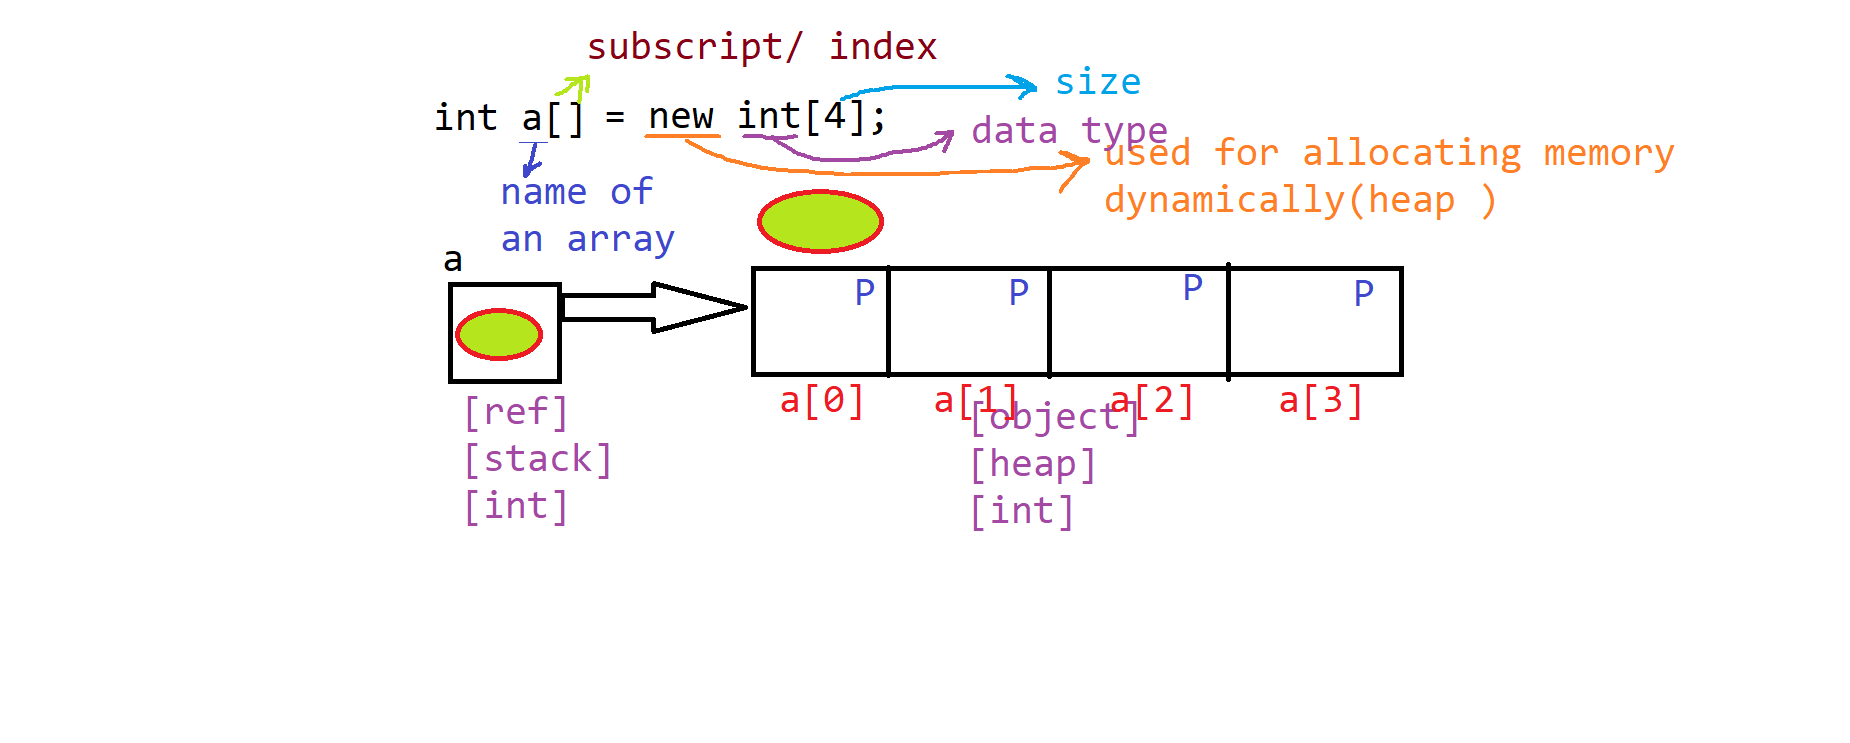 subscript/ index
size
int a[] = new int[4];
data type
used for allocating memory
dynamically(heap )
name of
an array
a
P P P P
a[0] a[1] a[2] a[3]
[ref]
[stack]
[int]
[object]
[heap]
[int]